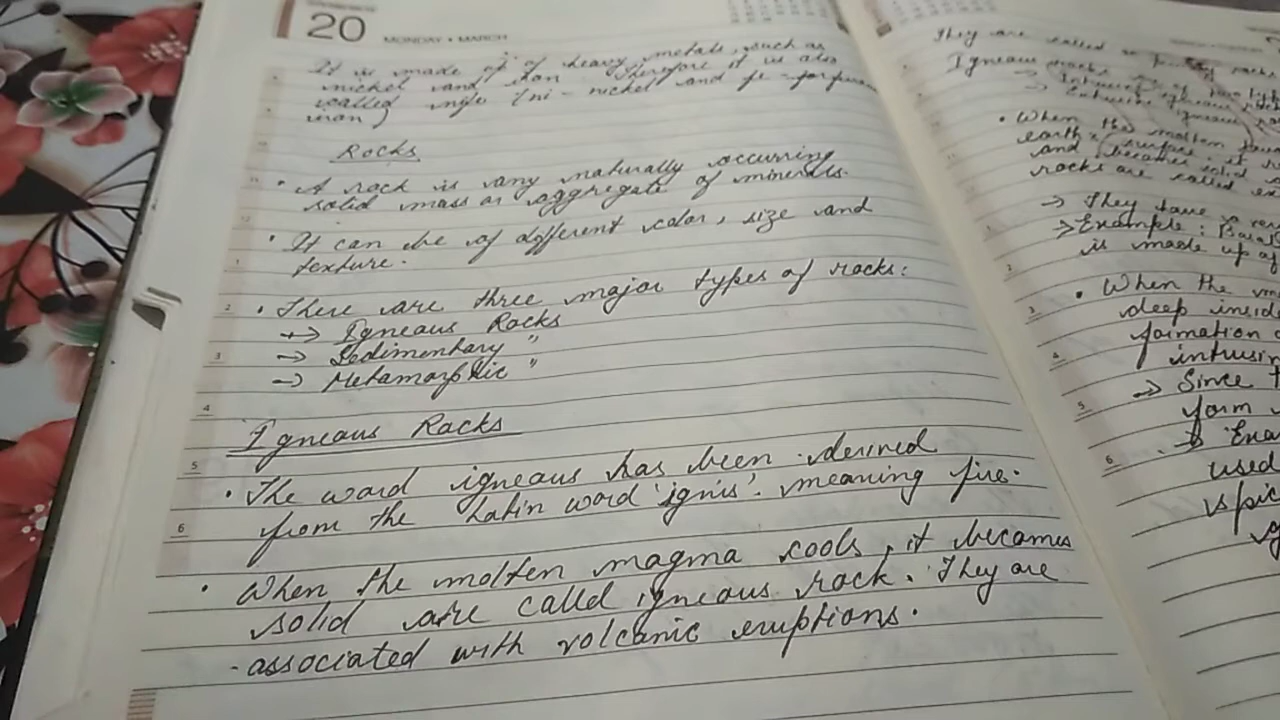 20 MONDAY • MARCH
It is made of of heavy metals, such as
nickel and iron. Therefore it is also
called nife (ni - nickel and fe -
iron)
Rocks
• A rock is any naturally occurring
solid mass or aggregate of minerals.
• It can be of different color, size and
texture.
• There are three major types of rocks:
→ Igneous Rocks
→ Sedimentary "
→ Metamorphic "
Igneous Rocks
• The word igneous has been derived
from the Latin word 'ignis'. meaning fire.
• When the molten magma cools, it becomes
solid are called igneous rock. They are
associated with volcanic eruptions.
They are called
Igneous rocks
→ Intrusive
→ Extrusive igneous
• When the molten
earth's surface, it
and becomes solid
rocks are called
→ They have
→ Example:
is made up of
• When the
deep inside
formation
→ Since
form
→
used